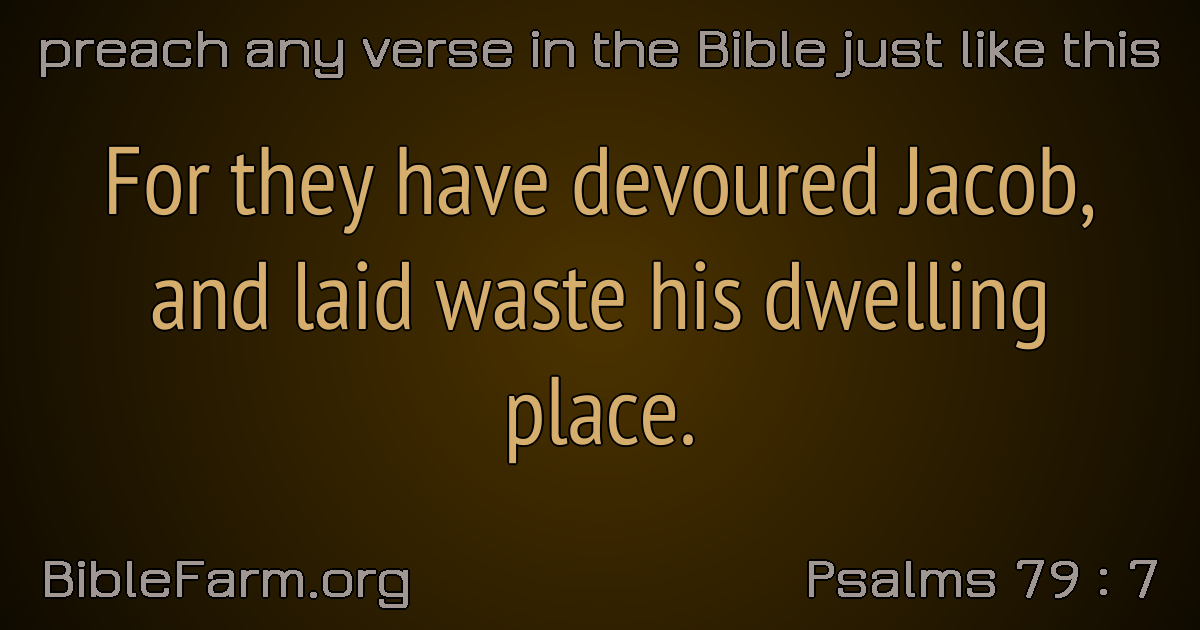 preach any verse in the Bible just like this
For they have devoured Jacob,
and laid waste his dwelling
place.
BibleFarm.org
Psalms 79 : 7